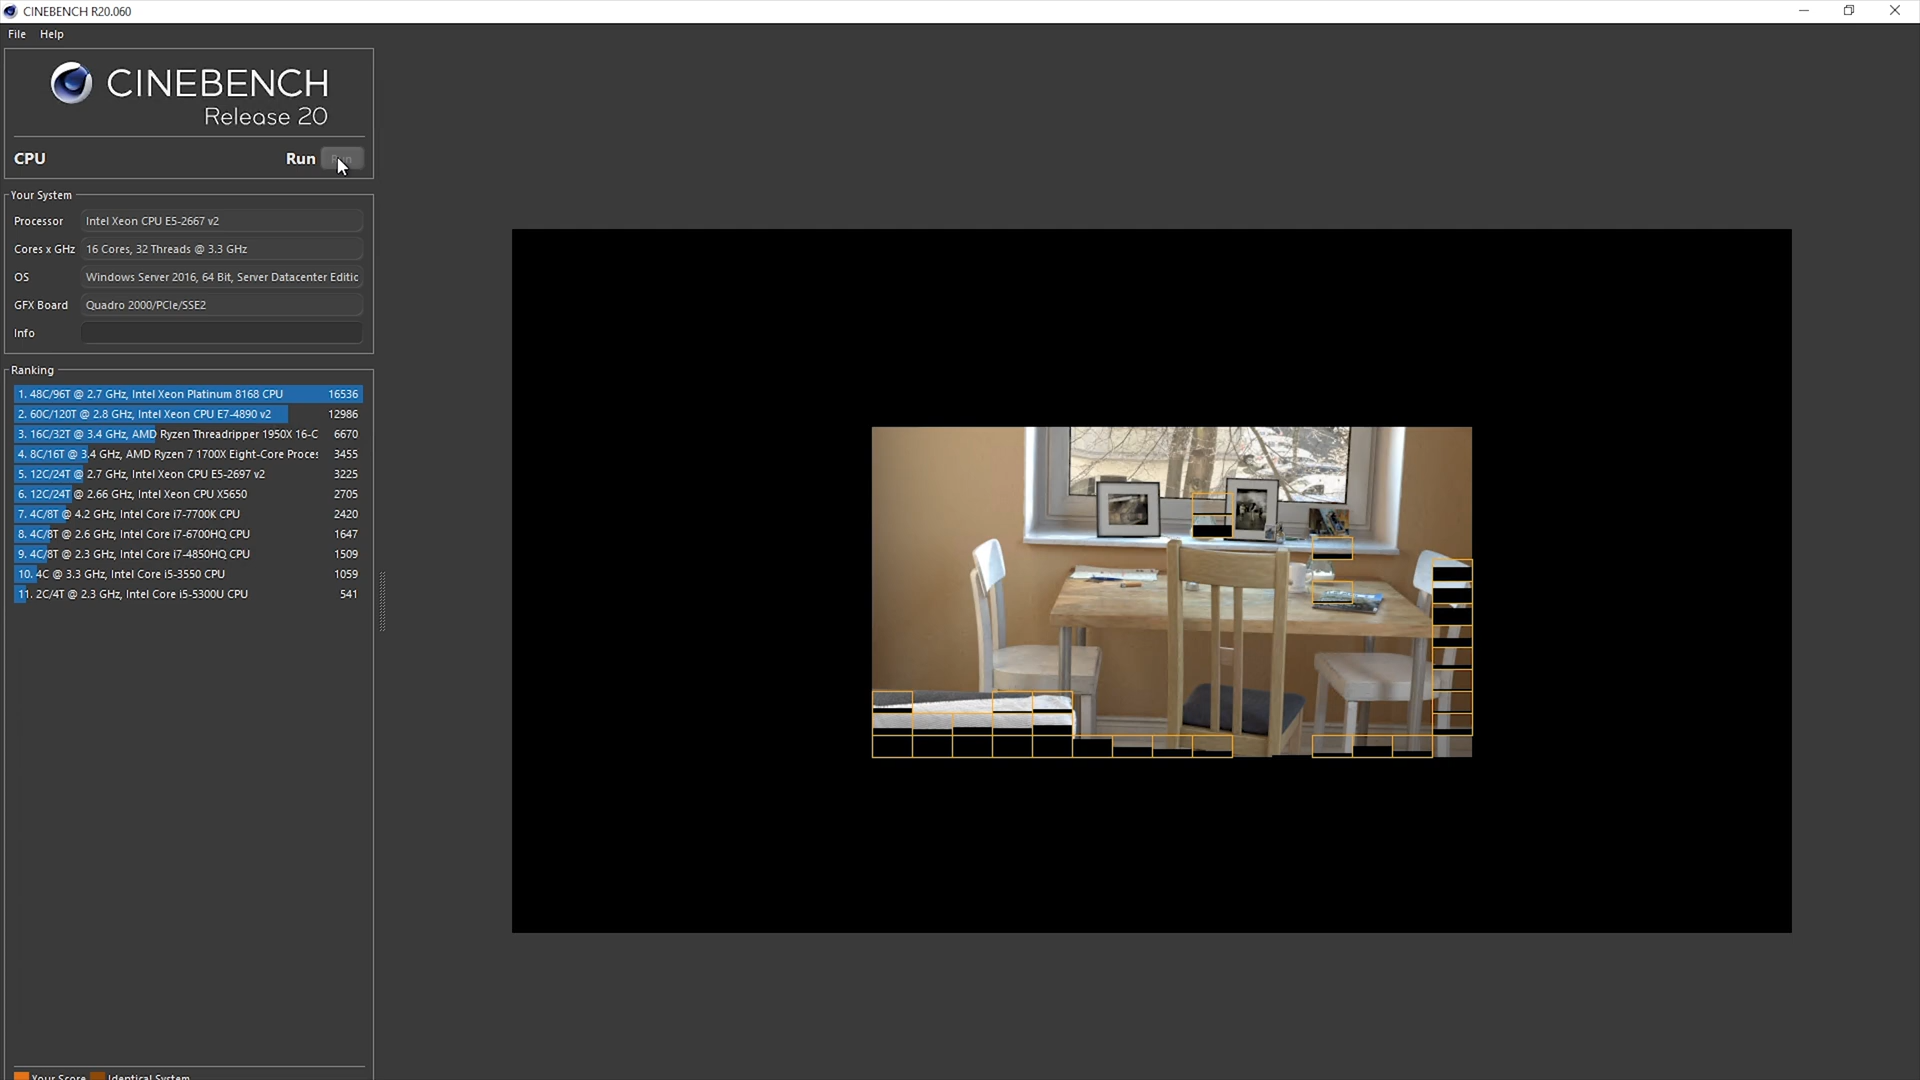 CINEBENCH R20.060
File Help
CINEBENCH
Release 20
CPU Run Run
Your System
Processor Intel Xeon CPU E5-2667 v2
Cores x GHz 16 Cores, 32 Threads @ 3.3 GHz
OS Windows Server 2016, 64 Bit, Server Datacenter Editic
GFX Board Quadro 2000/PCIe/SSE2
Info
Ranking
1. 48C/96T @ 2.7 GHz, Intel Xeon Platinum 8168 CPU 16536
2. 60C/120T @ 2.8 GHz, Intel Xeon CPU E7-4890 v2 12986
3. 16C/32T @ 3.4 GHz, AMD Ryzen Threadripper 1950X 16-C 6670
4. 8C/16T @ 3.4 GHz, AMD Ryzen 7 1700X Eight-Core Proces 3455
5. 12C/24T @ 2.7 GHz, Intel Xeon CPU E5-2697 v2 3225
6. 12C/24T @ 2.66 GHz, Intel Xeon CPU X5650 2705
7. 4C/8T @ 4.2 GHz, Intel Core i7-7700K CPU 2420
8. 4C/8T @ 2.6 GHz, Intel Core i7-6700HQ CPU 1647
9. 4C/8T @ 2.3 GHz, Intel Core i7-4850HQ CPU 1509
10. 4C @ 3.3 GHz, Intel Core i5-3550 CPU 1059
11. 2C/4T @ 2.3 GHz, Intel Core i5-5300U CPU 541
Your Score Identical System